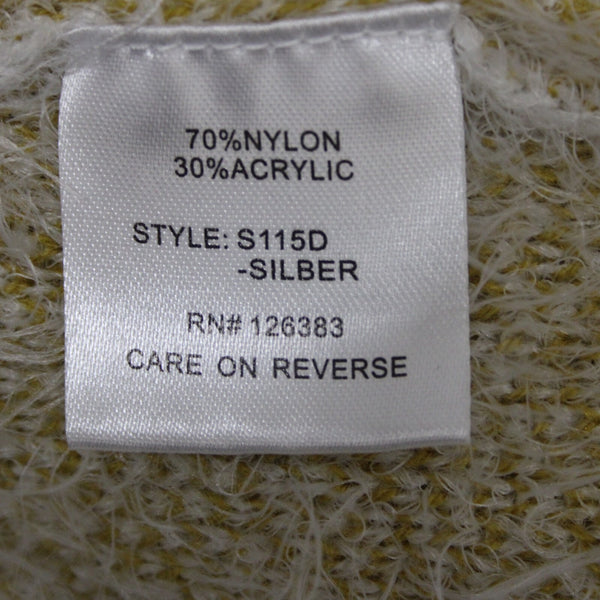 70%NYLON
30%ACRYLIC
STYLE: S115D
-SILBER
RN# 126383
CARE ON REVERSE